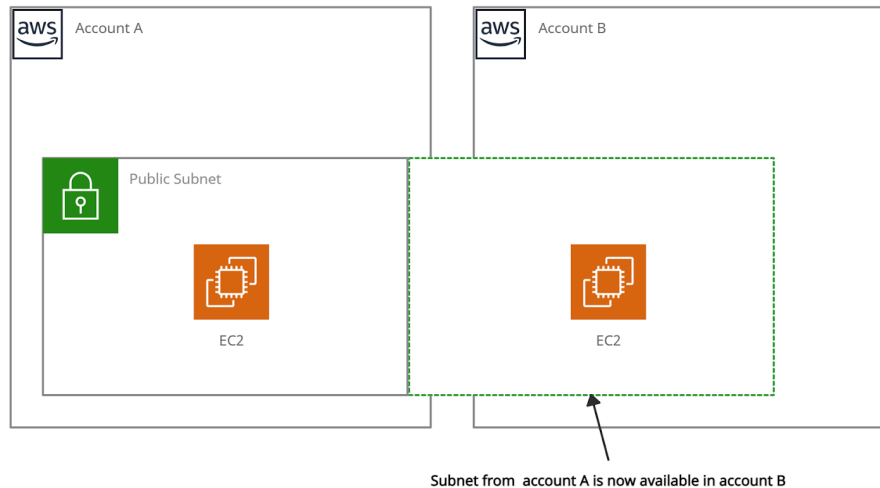 aws
Account A
aws
Account B
Public Subnet
EC2
EC2
Subnet from  account A is now available in account B